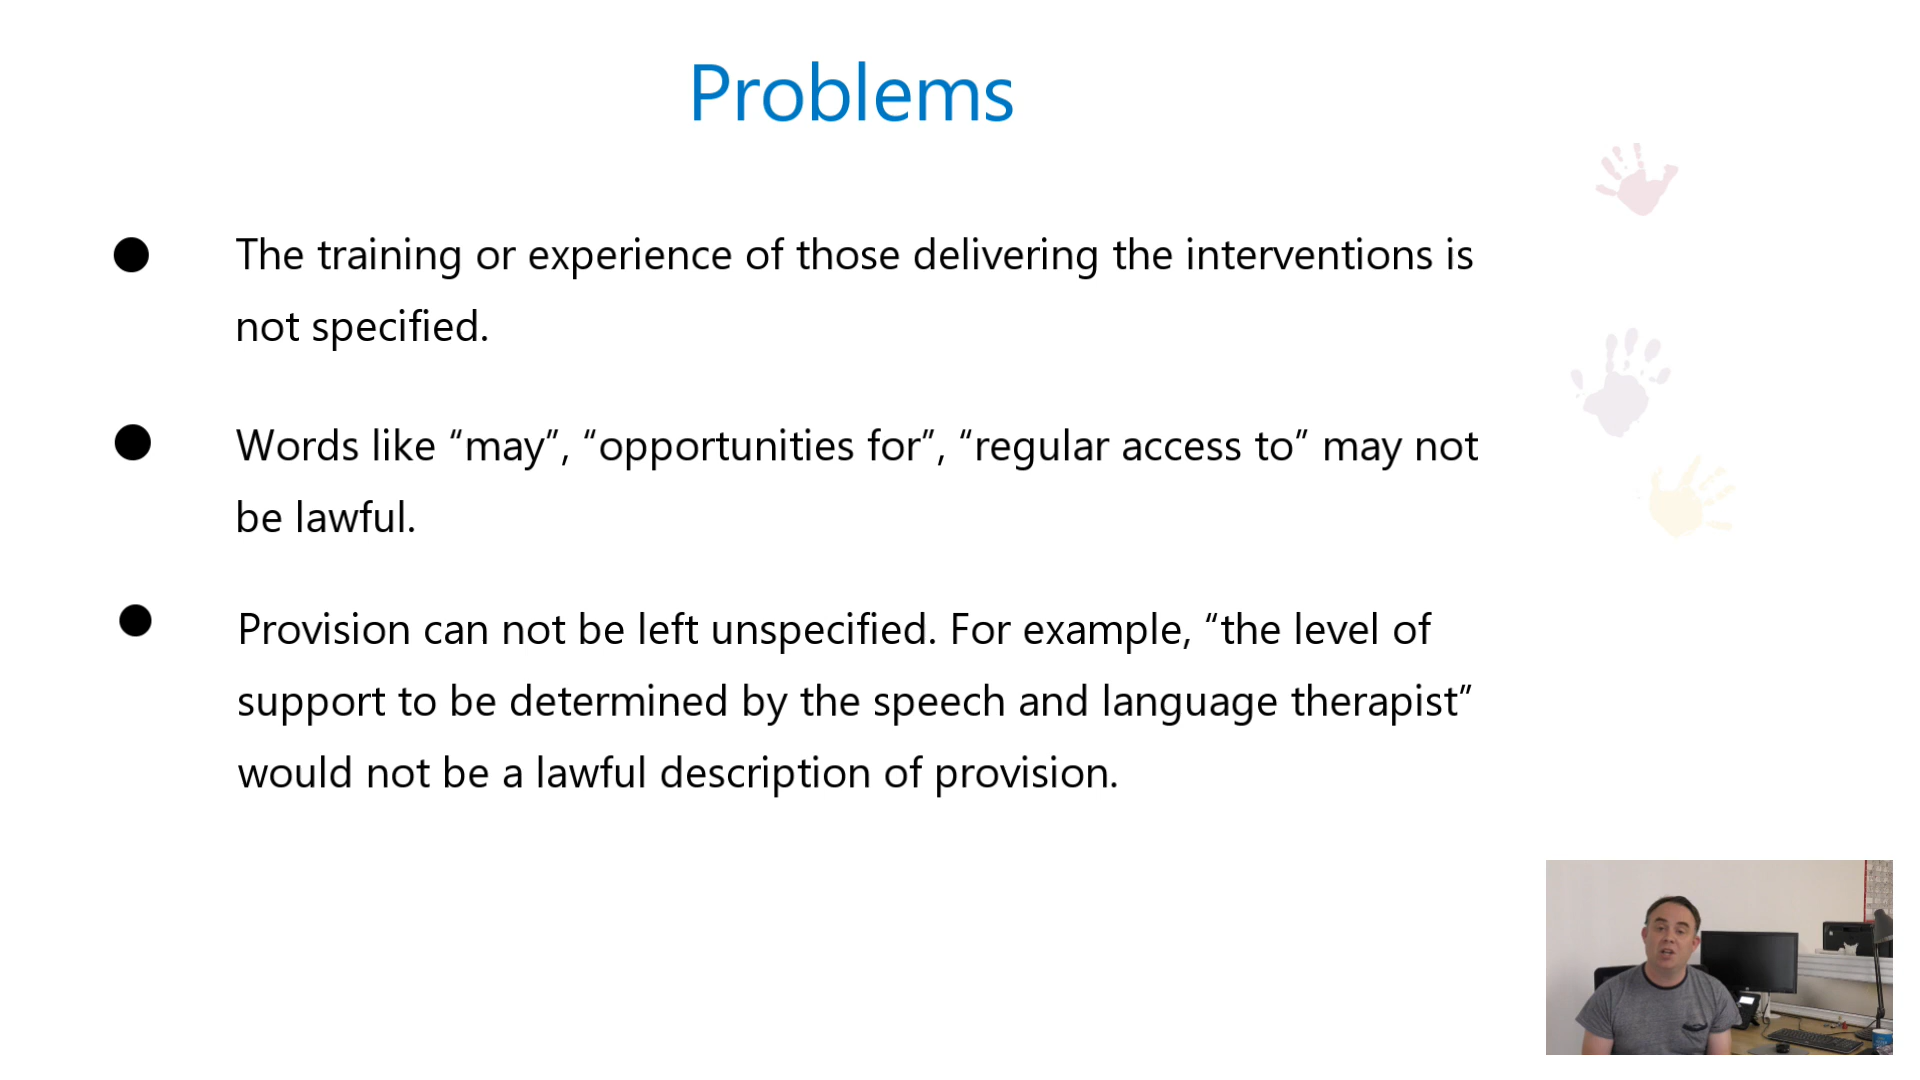 Problems
The training or experience of those delivering the interventions is
not specified.
Words like “may”, “opportunities for”, “regular access to” may not
be lawful.
Provision can not be left unspecified. For example, “the level of
support to be determined by the speech and language therapist”
would not be a lawful description of provision.